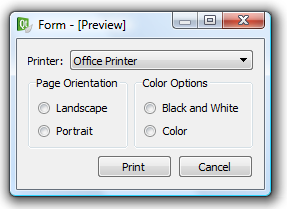 Form - [Preview]
Printer: Office Printer
Page Orientation Color Options
Landscape Black and White
Portrait Color
Print Cancel